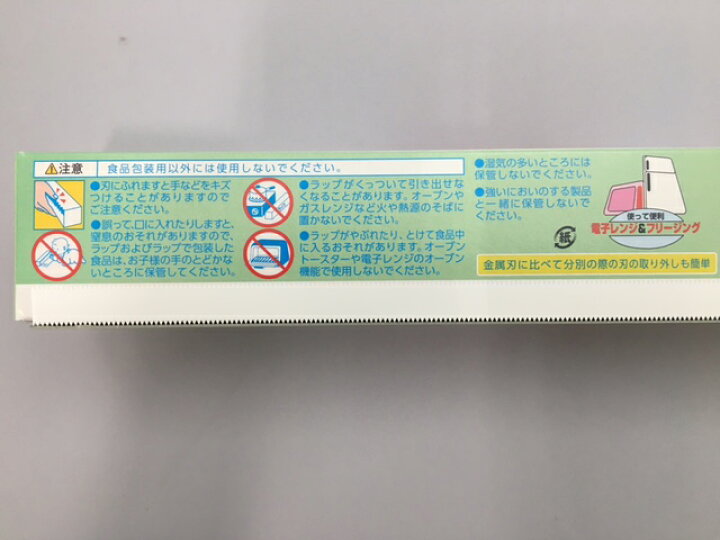 ⚠注意 食品包装用以外には使用しないでください。
●刃にふれますと手などをキズ
つけることがありますので
ご注意ください。
●誤って、口に入れたりしますと、
窒息のおそれがありますので、
ラップおよびラップで包装した
食品は、お子様の手のとどかな
いところに保管してください。
●ラップがくっついて引き出せな
くなることがあります。オーブンや
ガスレンジなど火や熱源のそばに
置かないでください。
●ラップがやぶれたり、とけて食品中
に入るおそれがあります。オーブン
トースターや電子レンジのオーブン
機能で使用しないでください。
●湿気の多いところには
保管しないでください。
●強いにおいのする製品
と一緒に保管しないで
ください。
紙
使って便利
電子レンジ&フリージング
金属刃に比べて分別の際の刃の取り外しも簡単